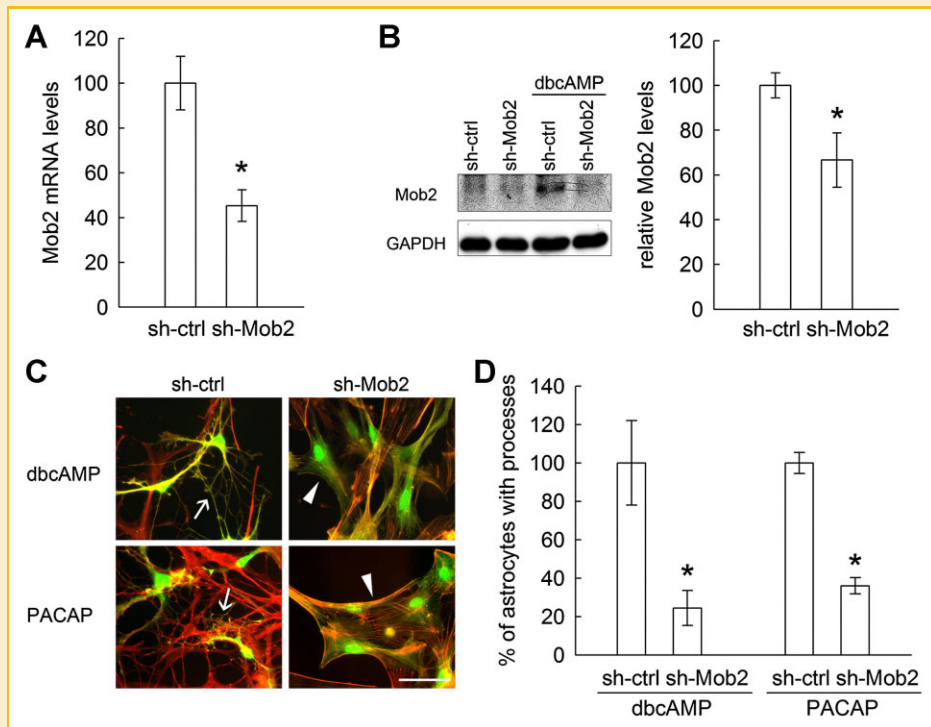 A
Mob2 mRNA levels
120
100
80
60
40
20
0
sh-ctrl sh-Mob2
*
B
dbcAMP
sh-ctrl
sh-Mob2
sh-ctrl
sh-Mob2
Mob2
GAPDH
relative Mob2 levels
120
100
80
60
40
20
0
sh-ctrl sh-Mob2
*
C
sh-ctrl
sh-Mob2
dbcAMP
PACAP
D
% of astrocytes with processes
140
120
100
80
60
40
20
0
*
*
sh-ctrl sh-Mob2
sh-ctrl sh-Mob2
dbcAMP
PACAP